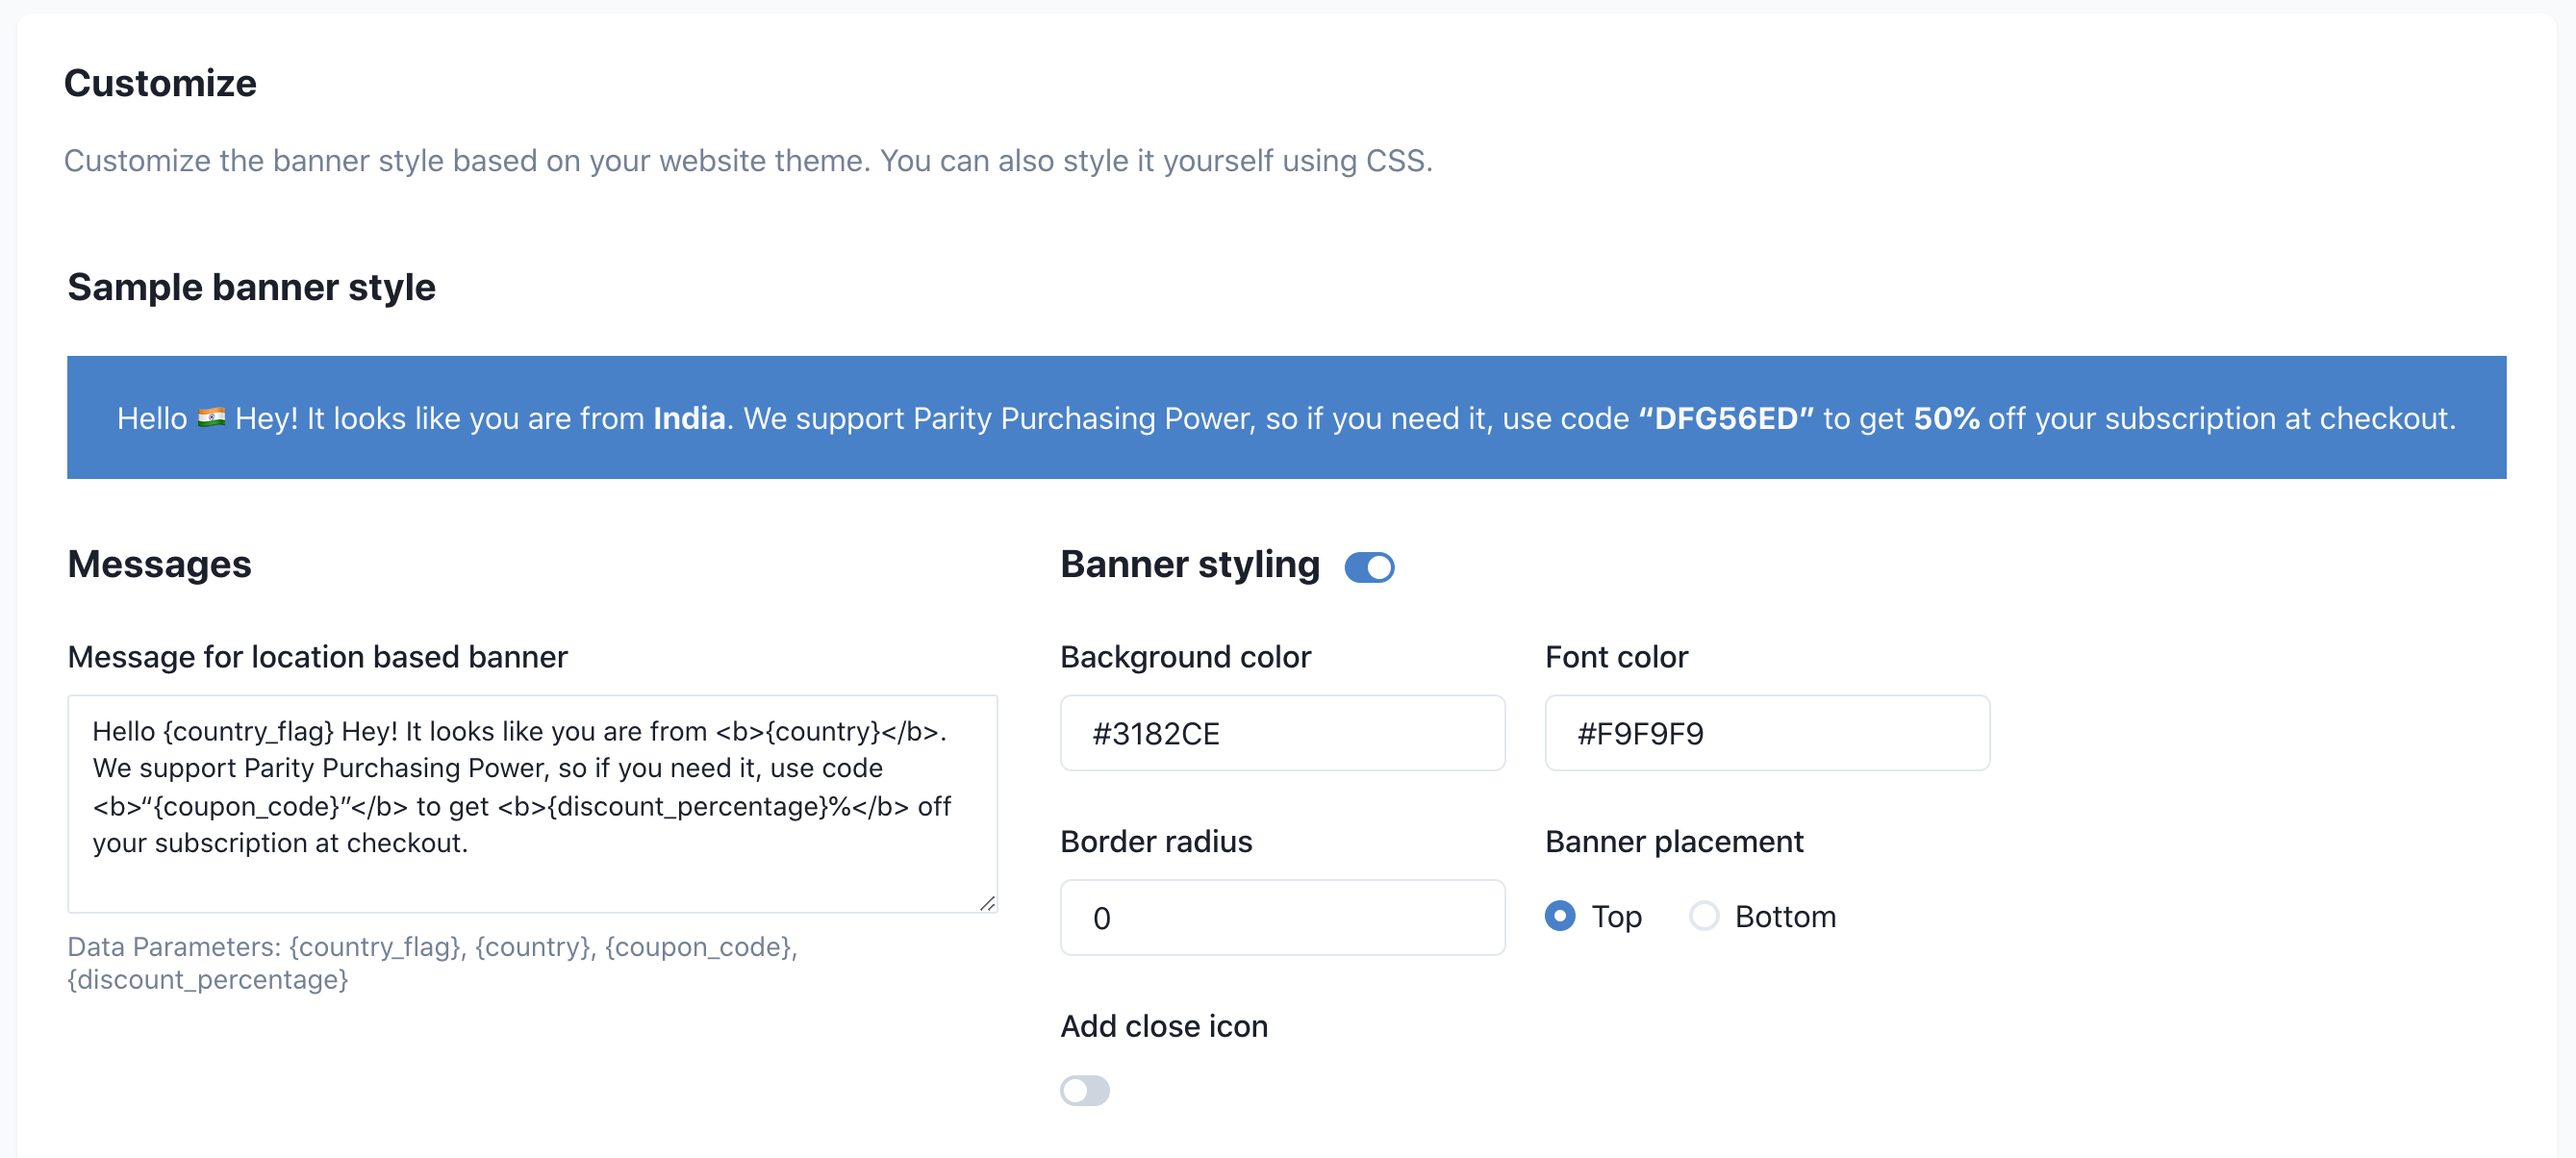 Customize
Customize the banner style based on your website theme. You can also style it yourself using CSS.
Sample banner style
Hello 🇮🇳 Hey! It looks like you are from India. We support Parity Purchasing Power, so if you need it, use code “DFG56ED” to get 50% off your subscription at checkout.
Messages
Message for location based banner
Hello {country_flag} Hey! It looks like you are from <b>{country}</b>.
We support Parity Purchasing Power, so if you need it, use code
<b>“{coupon_code}”</b> to get <b>{discount_percentage}%</b> off
your subscription at checkout.
Data Parameters: {country_flag}, {country}, {coupon_code},
{discount_percentage}
Banner styling
Background color
Font color
#3182CE
#F9F9F9
Border radius
Banner placement
0
Top
Bottom
Add close icon